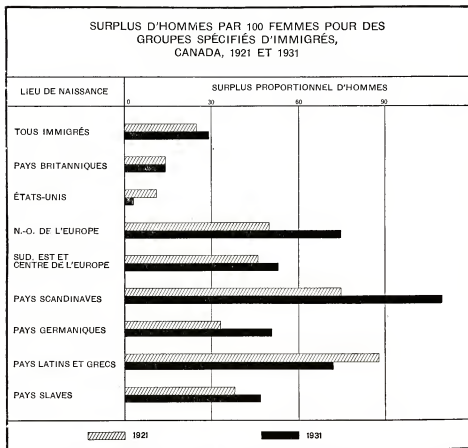 SURPLUS D'HOMMES PAR 100 FEMMES POUR DES
GROUPES SPÉCIFIÉS D'IMMIGRÉS,
CANADA, 1921 ET 1931
LIEU DE NAISSANCE
SURPLUS PROPORTIONNEL D'HOMMES
0 30 60 90
TOUS IMMIGRÉS
PAYS BRITANNIQUES
ÉTATS-UNIS
N.-O. DE L'EUROPE
SUD, EST ET
CENTRE DE L'EUROPE
PAYS SCANDINAVES
PAYS GERMANIQUES
PAYS LATINS ET GRECS
PAYS SLAVES
1921 1931